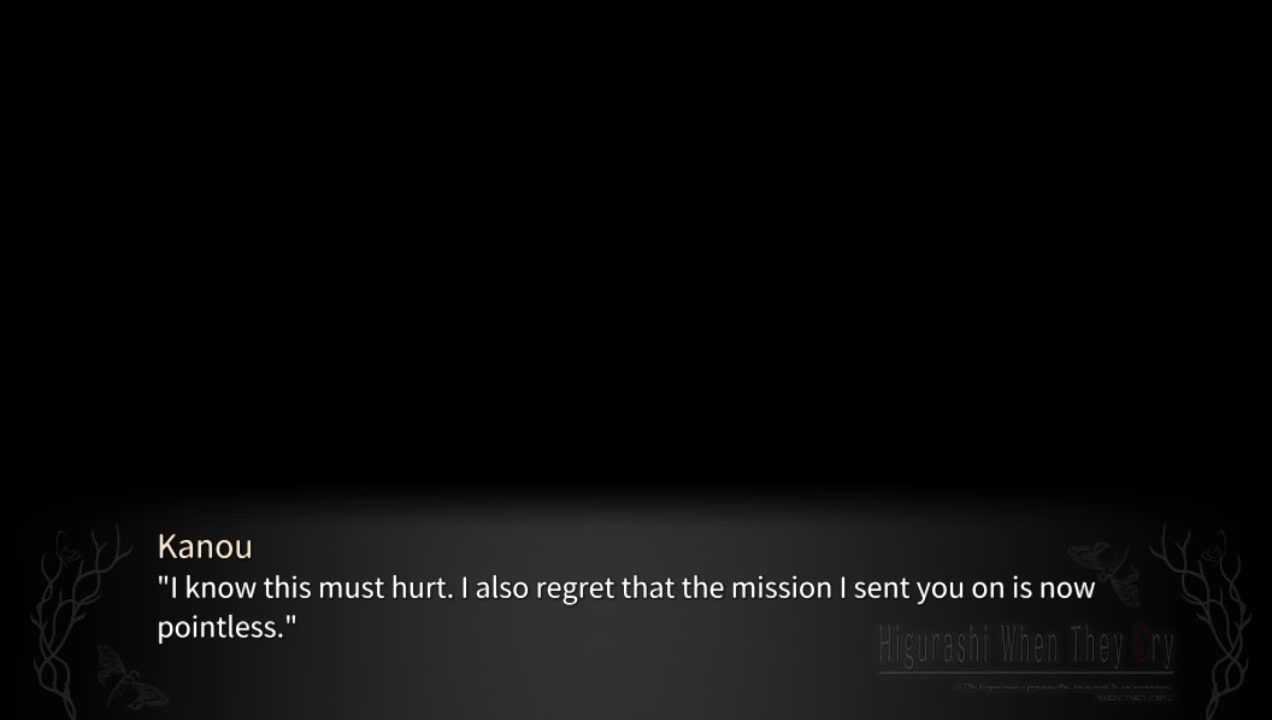 Kanou
"I know this must hurt. I also regret that the mission I sent you on is now
pointless."
Higurashi When They Cry